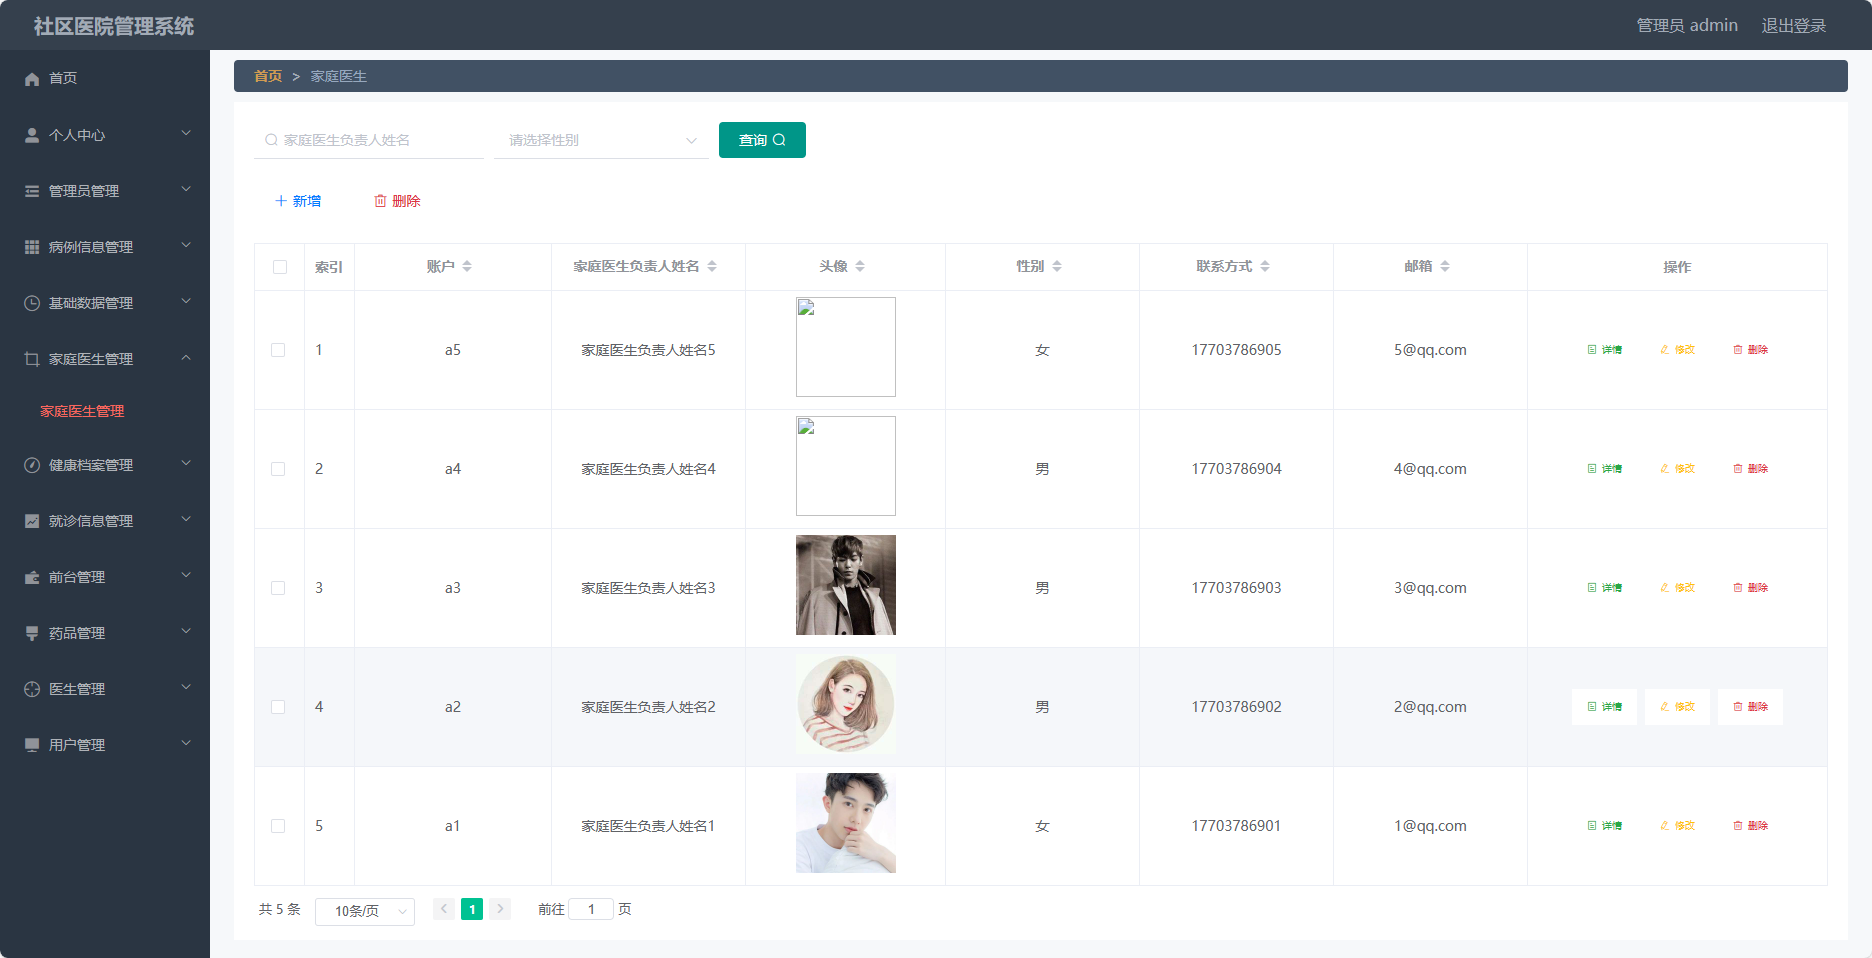 社区医院管理系统
管理员 admin 退出登录
首页
个人中心
管理员管理
病例信息管理
基础数据管理
家庭医生管理
家庭医生管理
健康档案管理
就诊信息管理
前台管理
药品管理
医生管理
用户管理
首页 > 家庭医生
家庭医生负责人姓名 请选择性别 查询
新增 删除
索引 账户 家庭医生负责人姓名 头像 性别 联系方式 邮箱 操作
1 a5 家庭医生负责人姓名5 女 17703786905 5@qq.com 详情 修改 删除
2 a4 家庭医生负责人姓名4 男 17703786904 4@qq.com 详情 修改 删除
3 a3 家庭医生负责人姓名3 男 17703786903 3@qq.com 详情 修改 删除
4 a2 家庭医生负责人姓名2 男 17703786902 2@qq.com 详情 修改 删除
5 a1 家庭医生负责人姓名1 女 17703786901 1@qq.com 详情 修改 删除
共 5 条 10条/页 1 前往 1 页